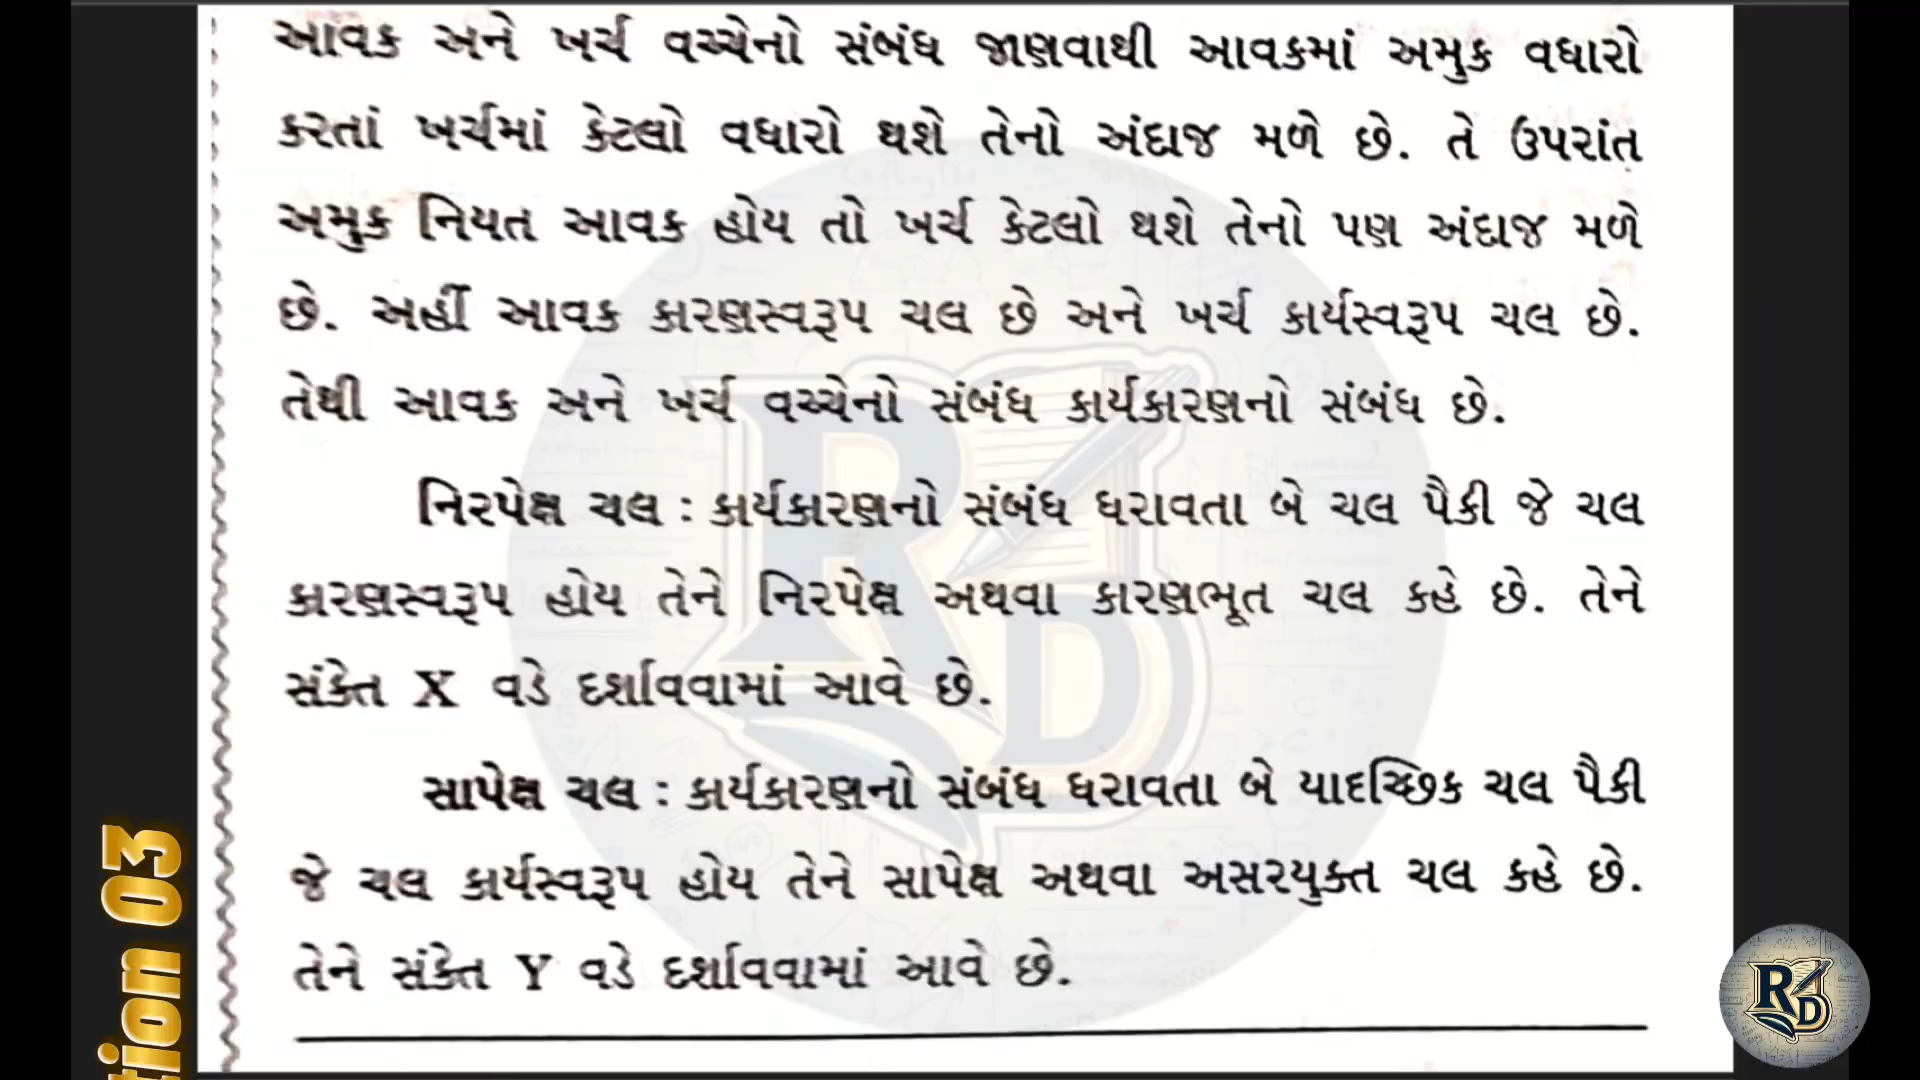 આવક અને ખર્ચ વચ્ચેનો સંબંધ જાણવાથી આવકમાં અમુક વધારો
કરતાં ખર્ચમાં કેટલો વધારો થશે તેનો અંદાજ મળે છે. તે ઉપરાંત
અમુક નિયત આવક હોય તો ખર્ચ કેટલો થશે તેનો પણ અંદાજ મળે
છે. અહીં આવક કારણસ્વરૂપ ચલ છે અને ખર્ચ કાર્યસ્વરૂપ ચલ છે.
તેથી આવક અને ખર્ચ વચ્ચેનો સંબંધ કાર્યકારણનો સંબંધ છે.
નિરપેક્ષ ચલ : કાર્યકારણનો સંબંધ ધરાવતા બે ચલ પૈકી જે ચલ
કારણસ્વરૂપ હોય તેને નિરપેક્ષ અથવા કારણભૂત ચલ કહે છે. તેને
સંકેત X વડે દર્શાવવામાં આવે છે.
સાપેક્ષ ચલ : કાર્યકારણનો સંબંધ ધરાવતા બે યાદચ્છિક ચલ પૈકી
જે ચલ કાર્યસ્વરૂપ હોય તેને સાપેક્ષ અથવા અસરયુક્ત ચલ કહે છે.
તેને સંકેત Y વડે દર્શાવવામાં આવે છે.
tion 03
RD
RD